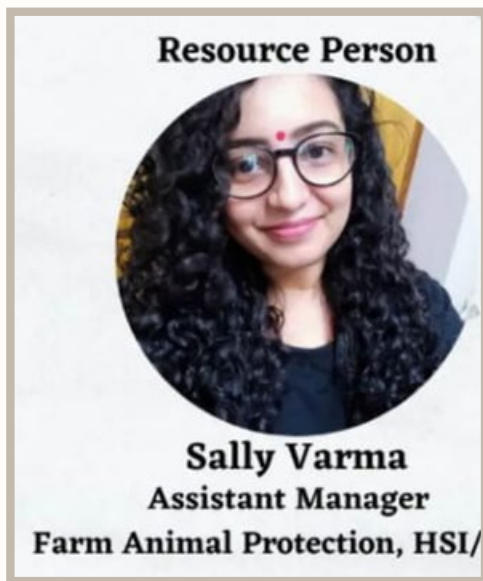 Resource Person
Sally Varma
Assistant Manager
Farm Animal Protection, HSI/